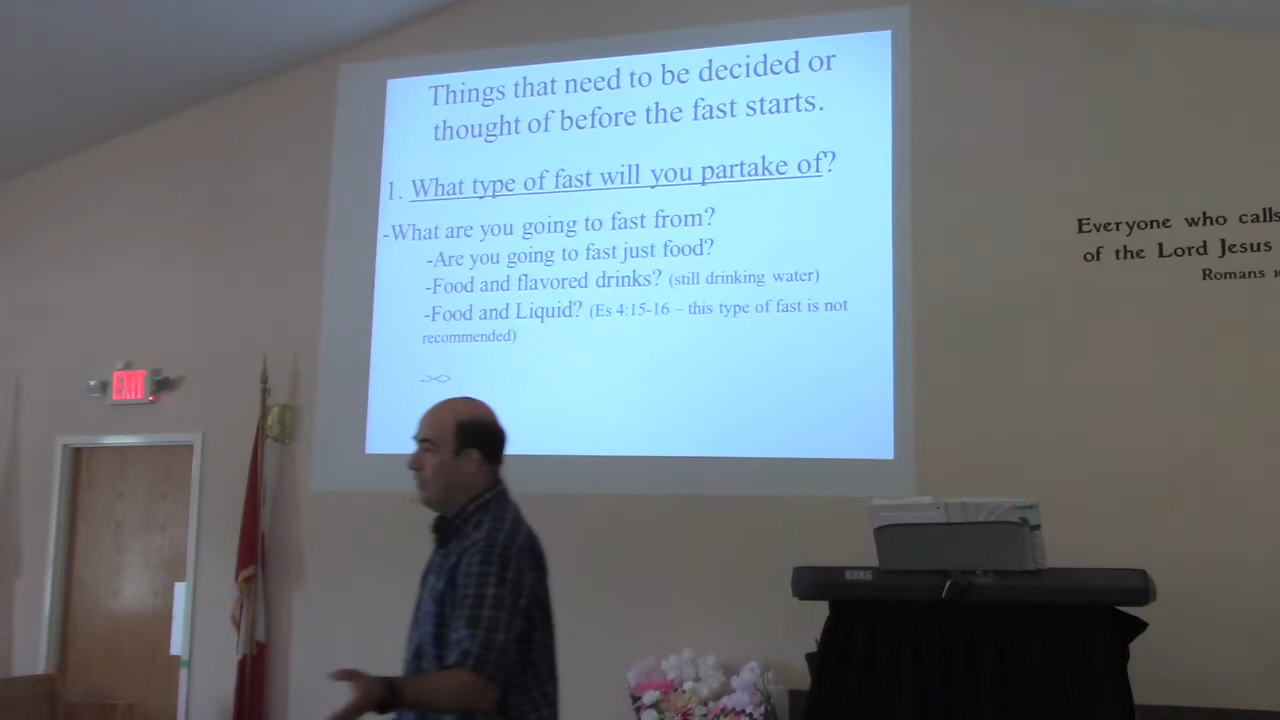 Things that need to be decided or
thought of before the fast starts.
1. What type of fast will you partake of?
-What are you going to fast from?
-Are you going to fast just food?
-Food and flavored drinks? (still drinking water)
-Food and Liquid? (Es 4:15-16 – this type of fast is not
recommended)
Everyone who calls
of the Lord Jesus
Romans
EXIT
KORG